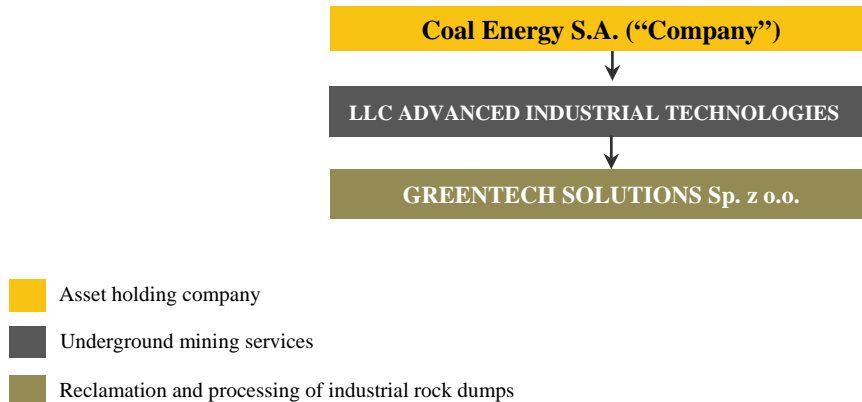 Coal Energy S.A. (“Company”)
LLC ADVANCED INDUSTRIAL TECHNOLOGIES
GREENTECH SOLUTIONS Sp. z o.o.
Asset holding company
Underground mining services
Reclamation and processing of industrial rock dumps